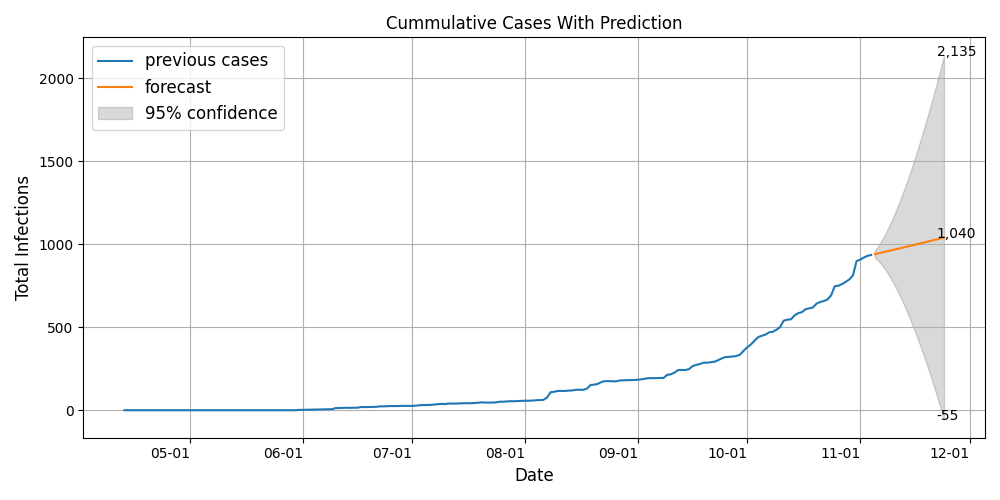 Cummulative Cases With Prediction
previous cases
forecast
95% confidence
2,135
1,040
-55
Total Infections
2000
1500
1000
500
0
05-01 06-01 07-01 08-01 09-01 10-01 11-01 12-01
Date